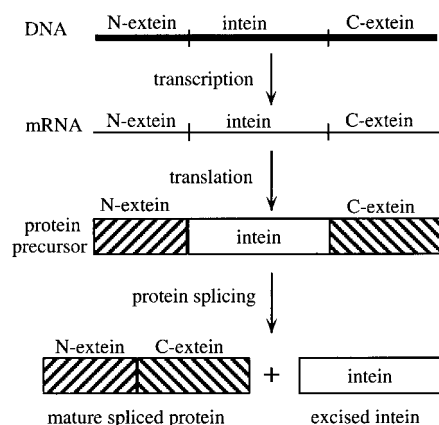 N-extein intein C-extein
DNA
transcription
N-extein intein C-extein
mRNA
translation
N-extein C-extein
protein
precursor
intein
protein splicing
N-extein C-extein
+
intein
mature spliced protein excised intein